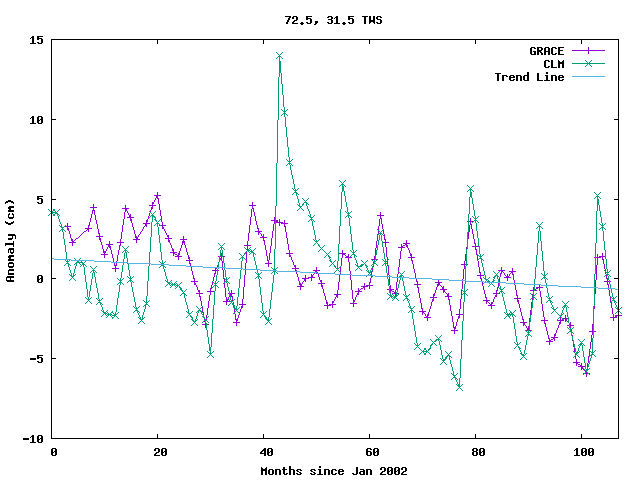 72.5, 31.5 TWS
GRACE
CLM
Trend Line
15
10
5
0
-5
-10
Anomaly (cm)
0 20 40 60 80 100
Months since Jan 2002